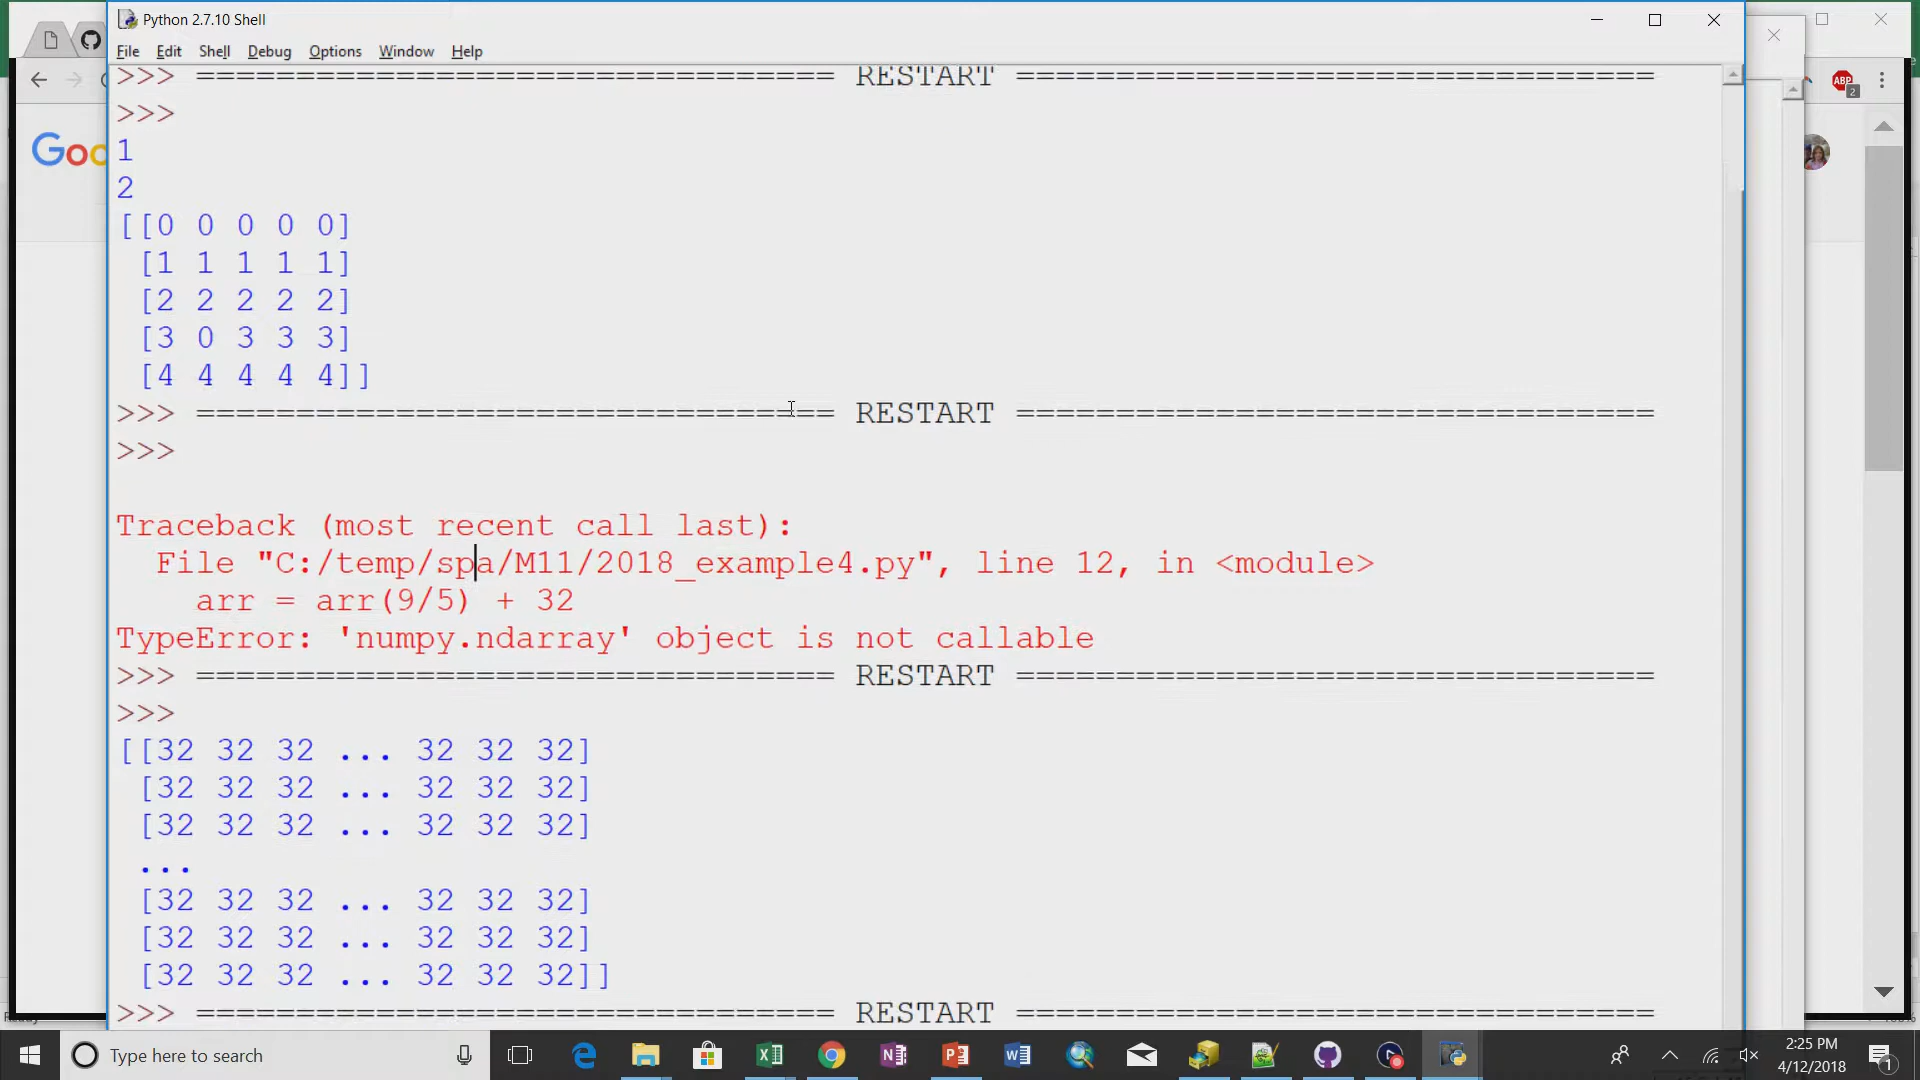 Python 2.7.10 Shell
File Edit Shell Debug Options Window Help
>>> ================================ RESTART ================================
>>>
1
2
[[0 0 0 0 0]
[1 1 1 1 1]
[2 2 2 2 2]
[3 0 3 3 3]
[4 4 4 4 4]]
>>> ================================ RESTART ================================
>>>
Traceback (most recent call last):
File "C:/temp/spa/M11/2018_example4.py", line 12, in <module>
arr = arr(9/5) + 32
TypeError: 'numpy.ndarray' object is not callable
>>> ================================ RESTART ================================
>>>
[[32 32 32 ... 32 32 32]
[32 32 32 ... 32 32 32]
[32 32 32 ... 32 32 32]
...
[32 32 32 ... 32 32 32]
[32 32 32 ... 32 32 32]
[32 32 32 ... 32 32 32]]
>>> ================================ RESTART ================================
Goo
ABP
2
Type here to search
2:25 PM
4/12/2018
1